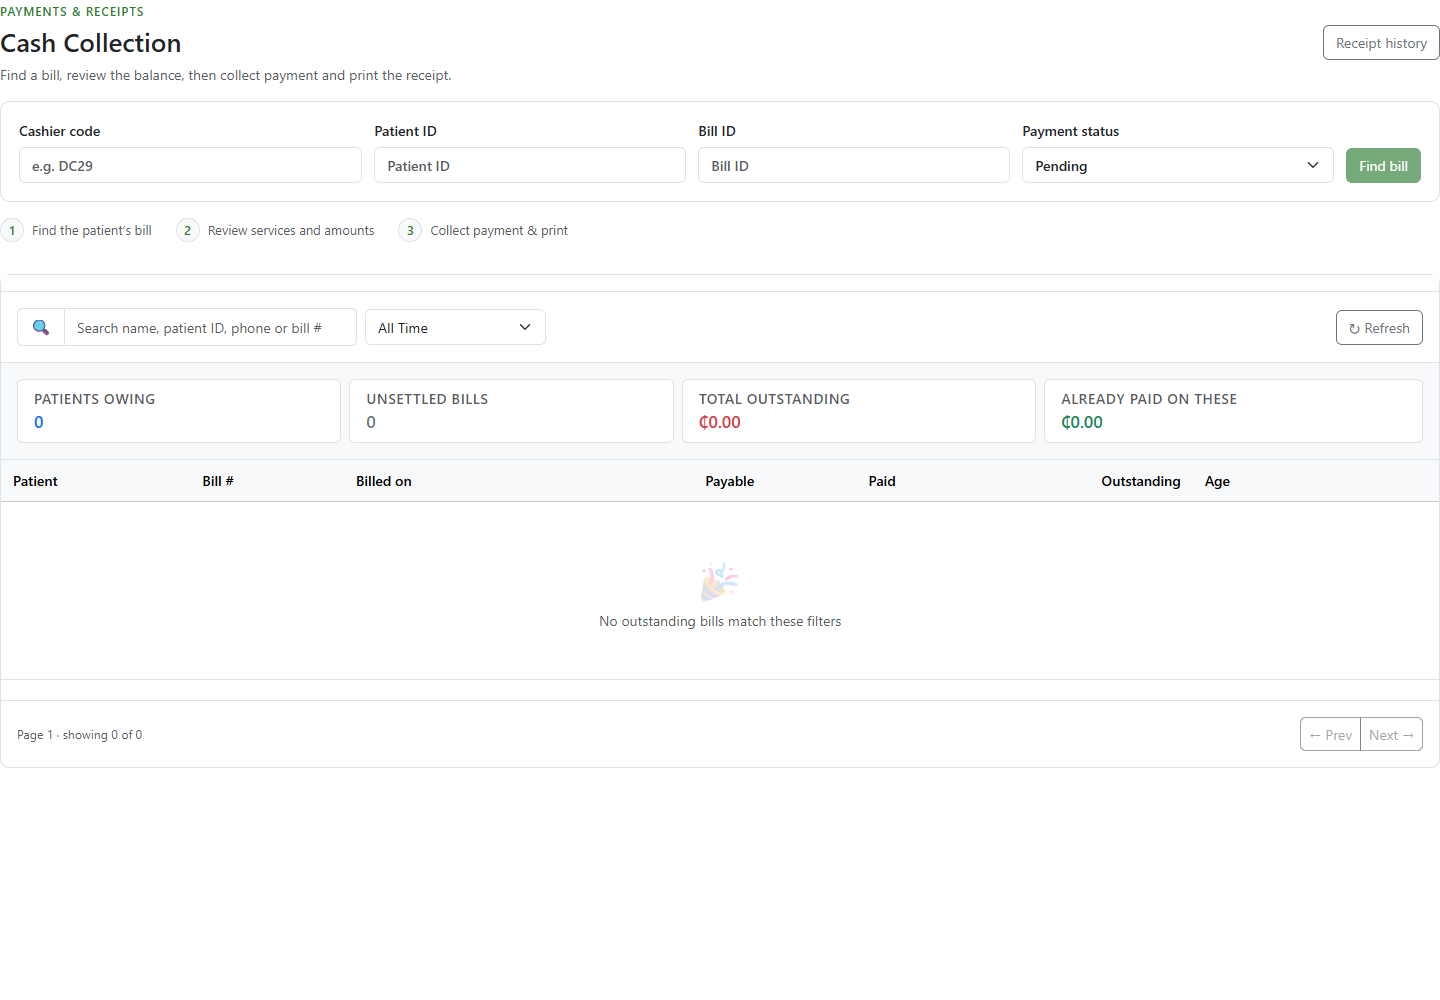 PAYMENTS & RECEIPTS
Cash Collection
Receipt history
Find a bill, review the balance, then collect payment and print the receipt.
Cashier code
Patient ID
Bill ID
Payment status
e.g. DC29
Patient ID
Bill ID
Pending
Find bill
1 Find the patient's bill
2 Review services and amounts
3 Collect payment & print
Search name, patient ID, phone or bill #
All Time
↻ Refresh
PATIENTS OWING
0
UNSETTLED BILLS
0
TOTAL OUTSTANDING
₵0.00
ALREADY PAID ON THESE
₵0.00
Patient Bill # Billed on Payable Paid Outstanding Age
No outstanding bills match these filters
Page 1 · showing 0 of 0
← Prev
Next →